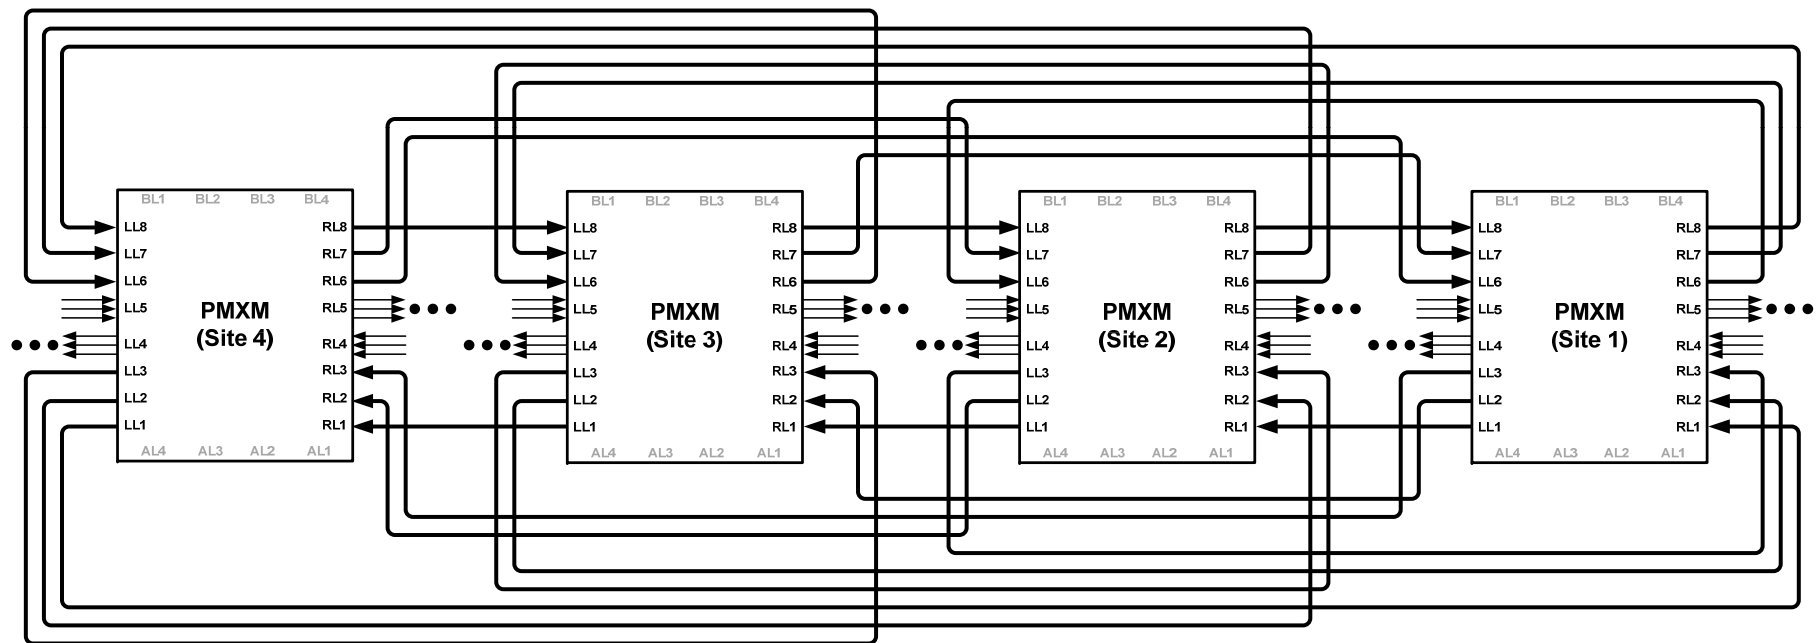 BL1 BL2 BL3 BL4
LL8 RL8
LL7 RL7
LL6 RL6
LL5 RL5
PMXM
(Site 4)
LL4 RL4
LL3 RL3
LL2 RL2
LL1 RL1
AL4 AL3 AL2 AL1
BL1 BL2 BL3 BL4
LL8 RL8
LL7 RL7
LL6 RL6
LL5 RL5
PMXM
(Site 3)
LL4 RL4
LL3 RL3
LL2 RL2
LL1 RL1
AL4 AL3 AL2 AL1
BL1 BL2 BL3 BL4
LL8 RL8
LL7 RL7
LL6 RL6
LL5 RL5
PMXM
(Site 2)
LL4 RL4
LL3 RL3
LL2 RL2
LL1 RL1
AL4 AL3 AL2 AL1
BL1 BL2 BL3 BL4
LL8 RL8
LL7 RL7
LL6 RL6
LL5 RL5
PMXM
(Site 1)
LL4 RL4
LL3 RL3
LL2 RL2
LL1 RL1
AL4 AL3 AL2 AL1